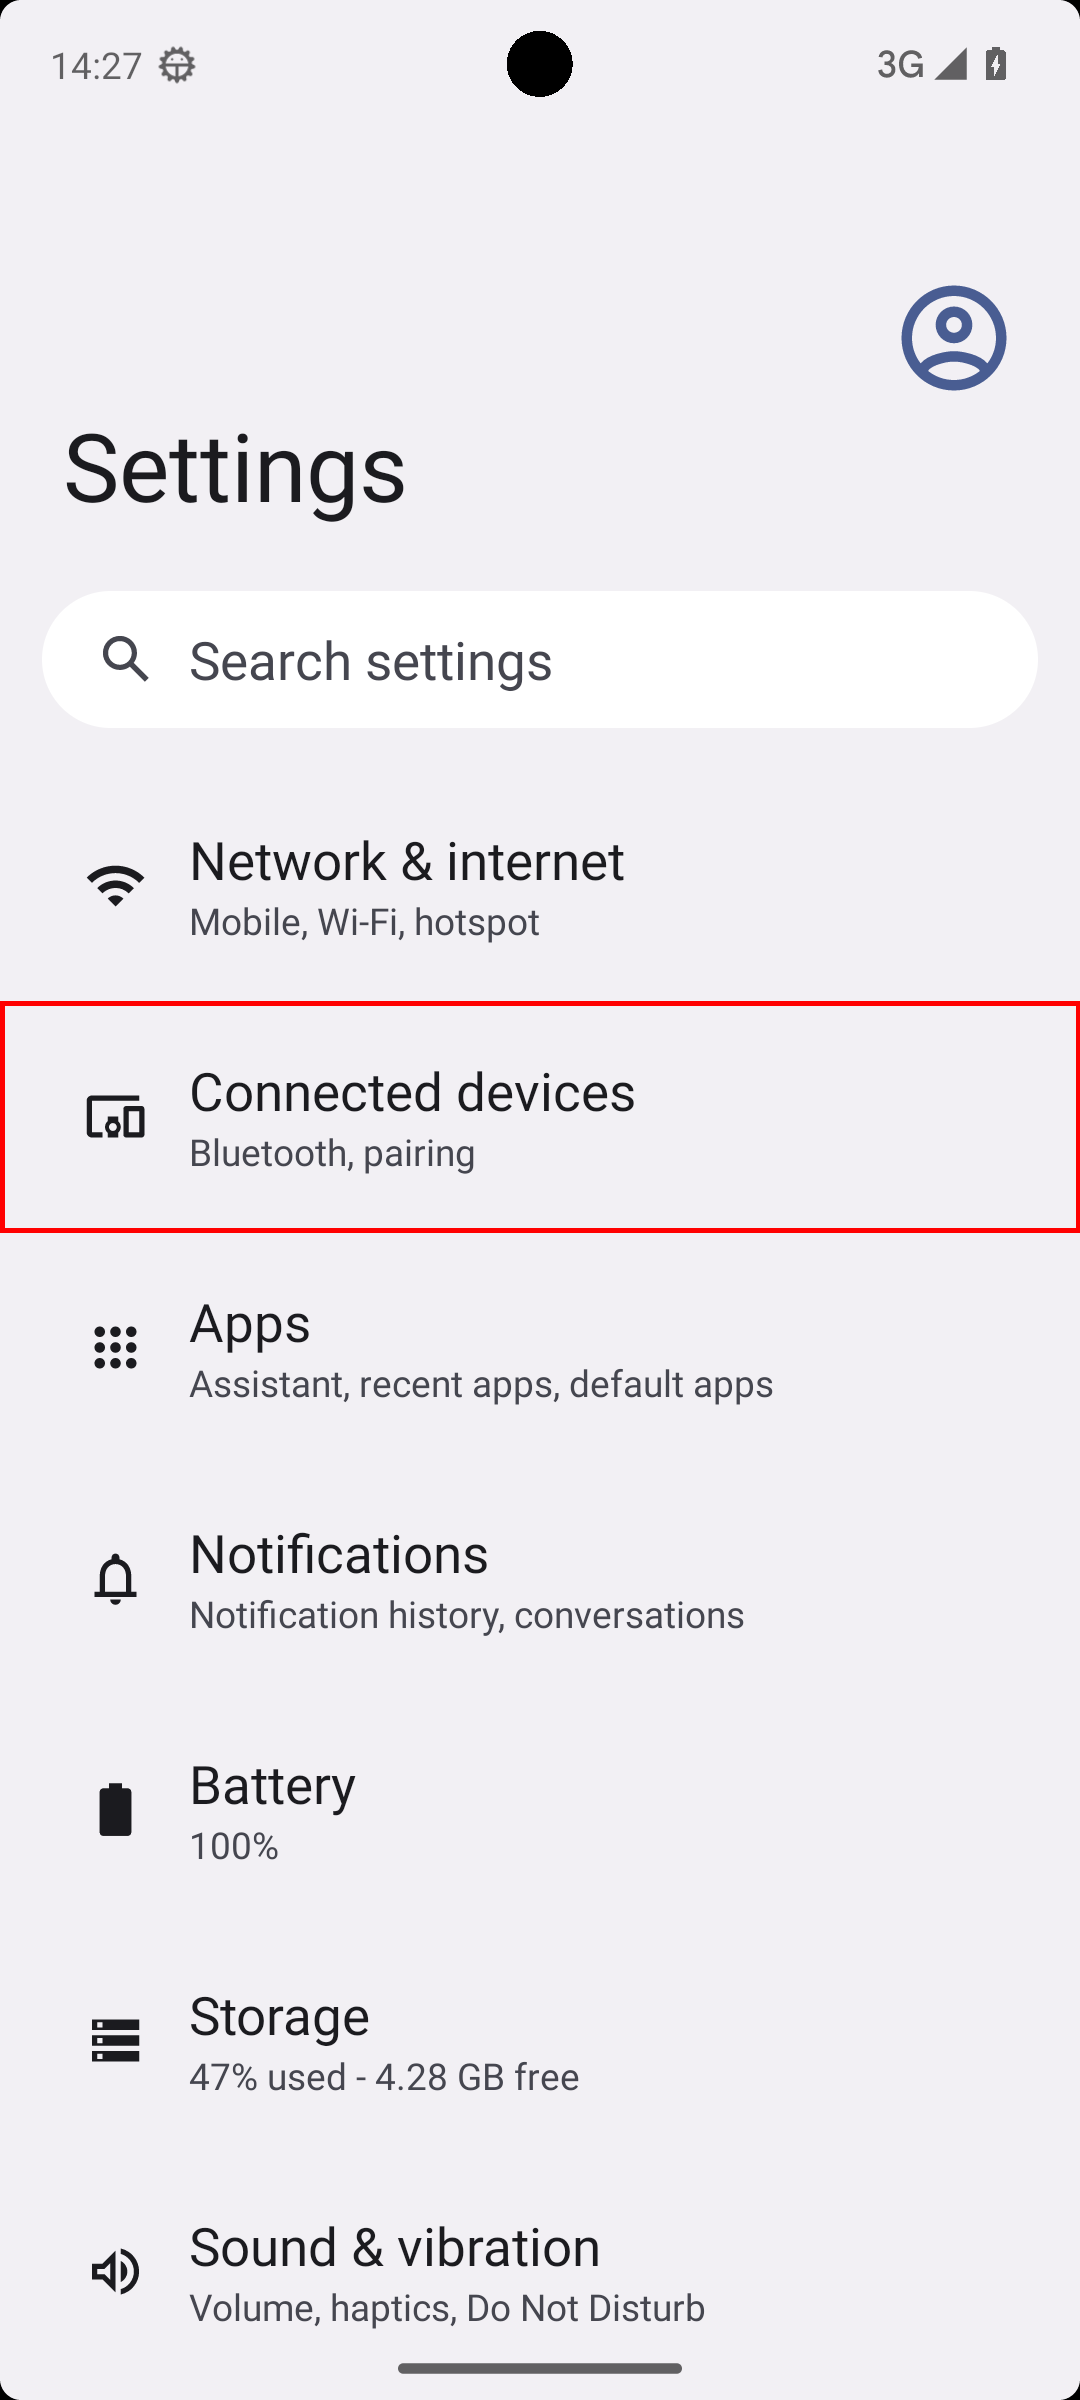 14:27
3G
Settings
Search settings
Network & internet
Mobile, Wi-Fi, hotspot
Connected devices
Bluetooth, pairing
Apps
Assistant, recent apps, default apps
Notifications
Notification history, conversations
Battery
100%
Storage
47% used - 4.28 GB free
Sound & vibration
Volume, haptics, Do Not Disturb